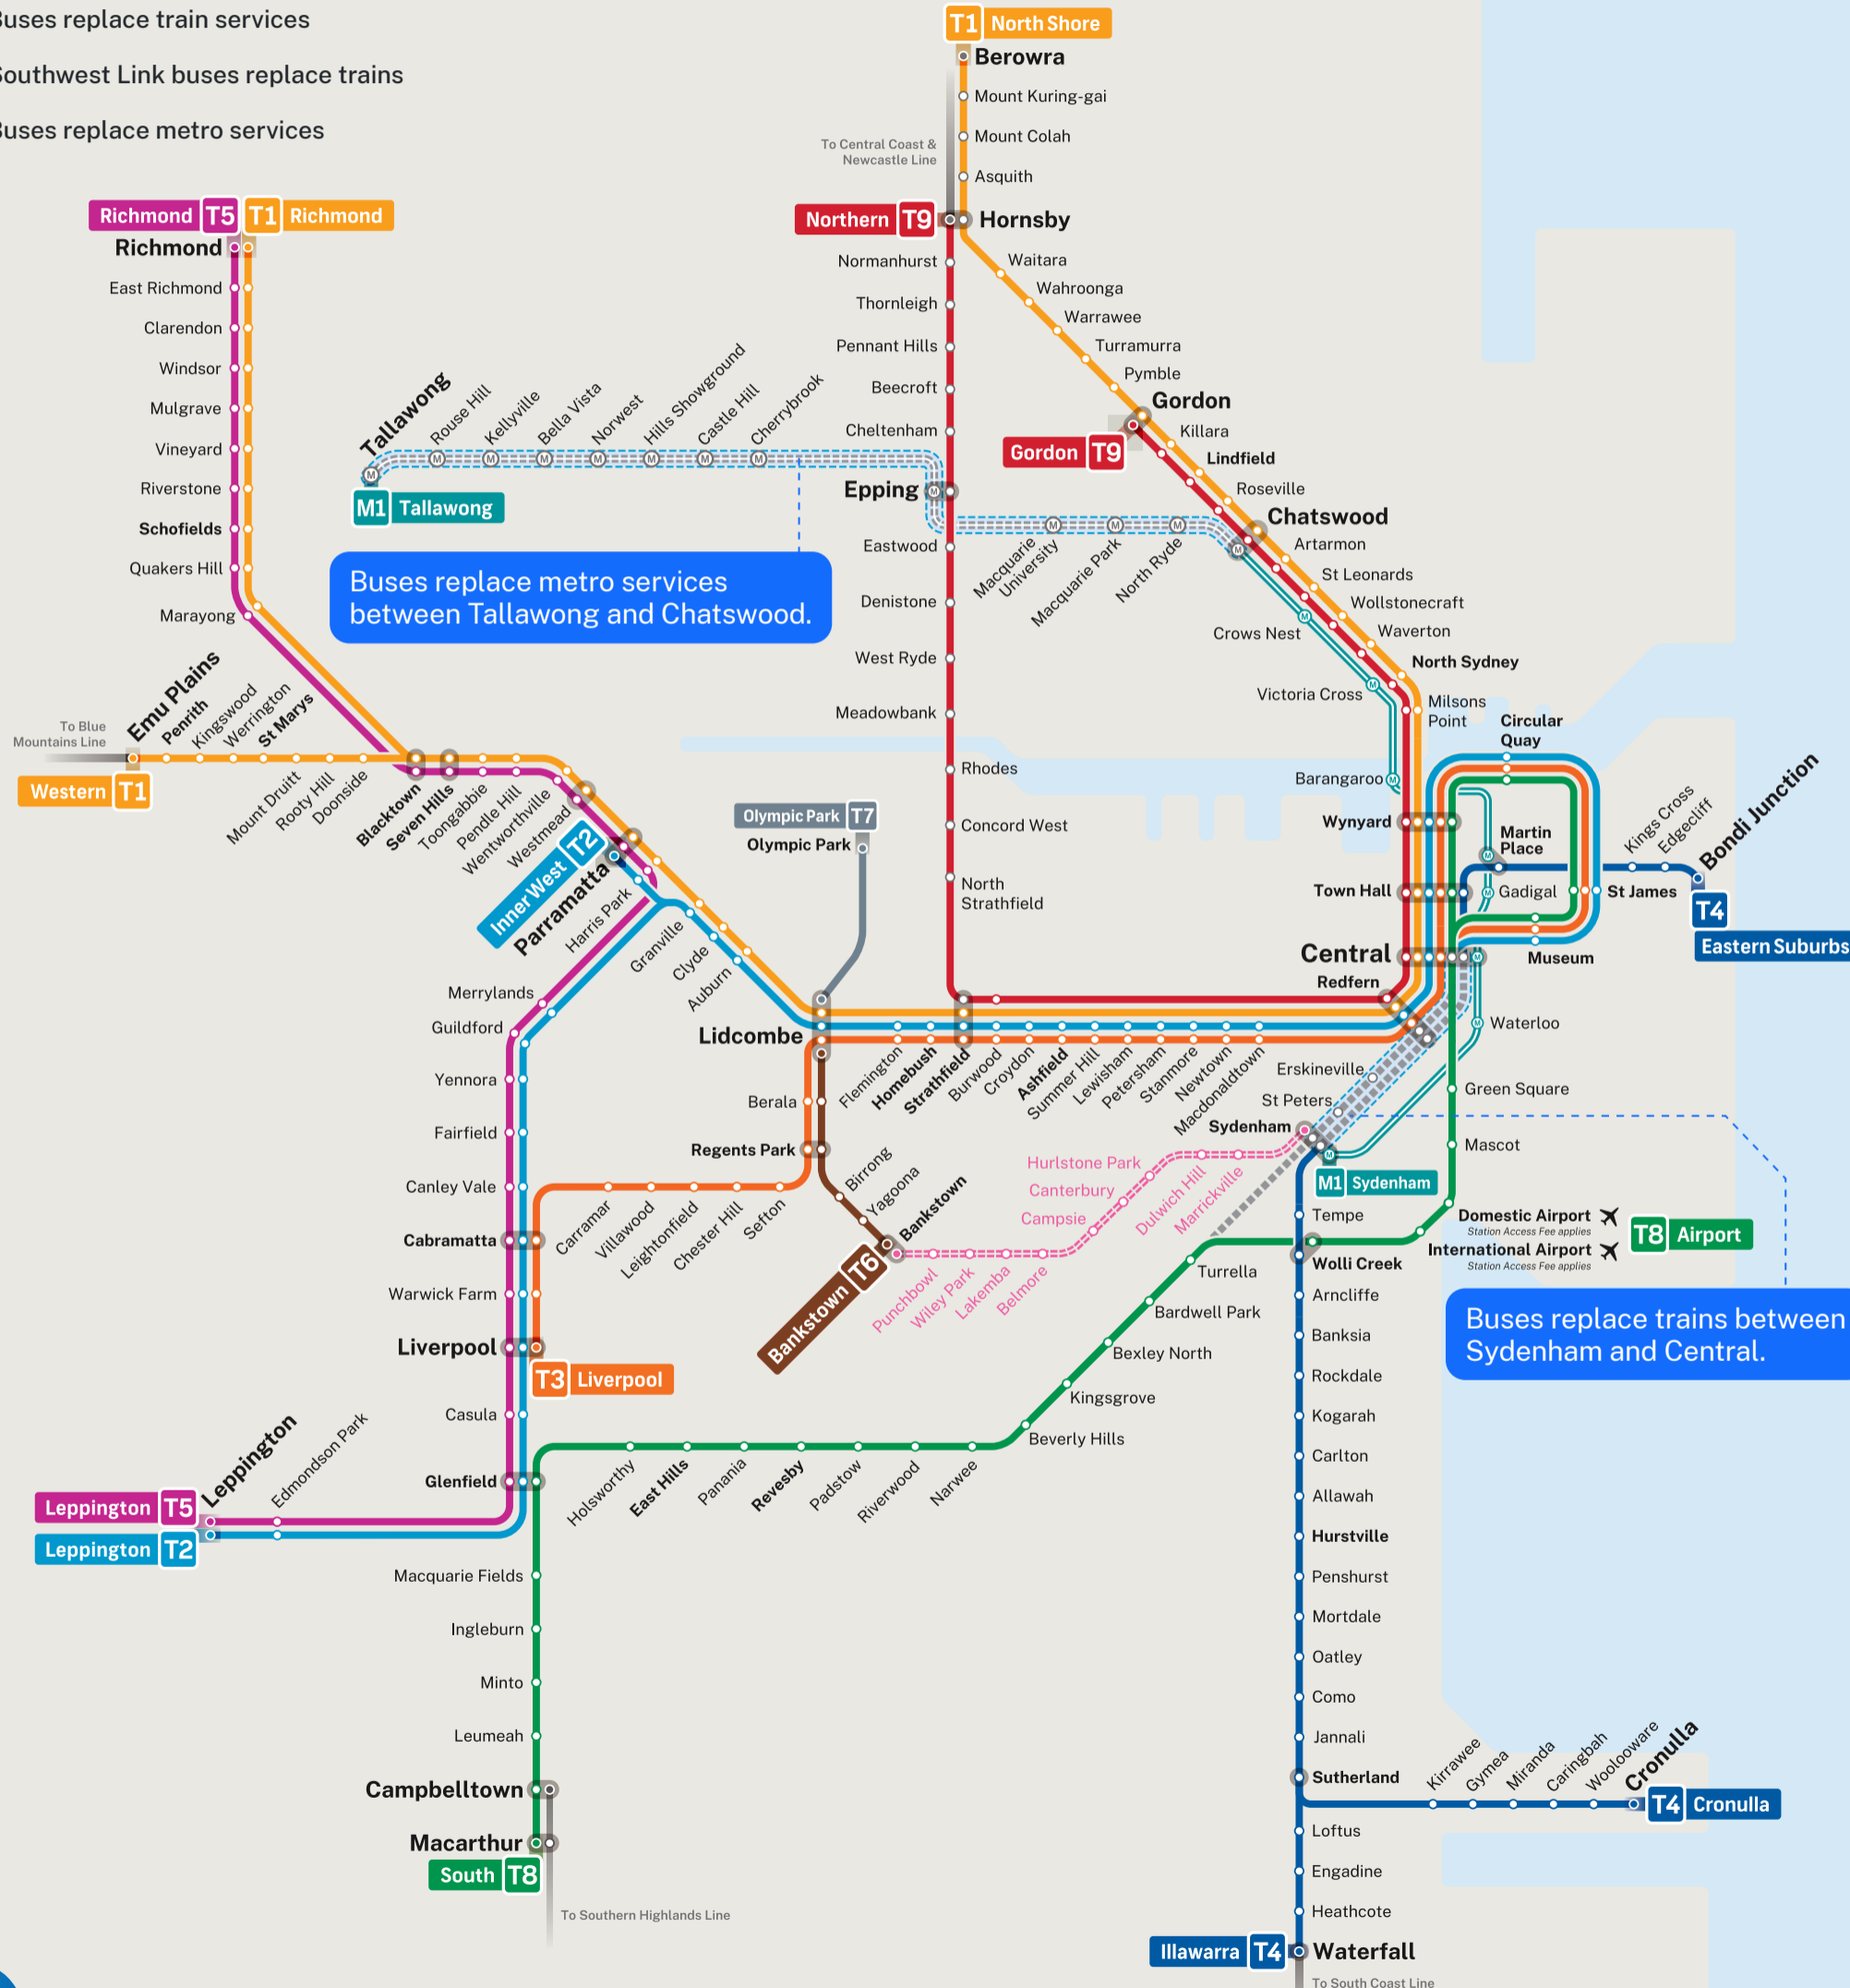 Buses replace train services
Southwest Link buses replace trains
Buses replace metro services
T1 North Shore
Berowra
Mount Kuring-gai
Mount Colah
Asquith
To Central Coast &
Newcastle Line
Northern T9
Hornsby
Richmond T5
T1 Richmond
Richmond
East Richmond
Clarendon
Windsor
Mulgrave
Vineyard
Riverstone
Schofields
Quakers Hill
Marayong
Normanhurst
Thornleigh
Pennant Hills
Beecroft
Cheltenham
Epping
Eastwood
Denistone
West Ryde
Meadowbank
Rhodes
Concord West
North
Strathfield
Waitara
Wahroonga
Warrawee
Turramurra
Pymble
Gordon
Gordon T9
Killara
Lindfield
Roseville
Chatswood
Artarmon
St Leonards
Wollstonecraft
Waverton
North Sydney
Milsons
Point
Tallawong
Rouse Hill
Kellyville
Bella Vista
Norwest
Hills Showground
Castle Hill
Cherrybrook
M1 Tallawong
Buses replace metro services
between Tallawong and Chatswood.
Macquarie
University
Macquarie Park
North Ryde
Crows Nest
Victoria Cross
Barangaroo
To Blue
Mountains Line
Western T1
Emu Plains
Penrith
Kingswood
Werrington
St Marys
Mount Druitt
Rooty Hill
Doonside
Blacktown
Seven Hills
Toongabbie
Pendle Hill
Wentworthville
Westmead
Inner West T2
Parramatta
Harris Park
Granville
Clyde
Auburn
Olympic Park T7
Olympic Park
Circular
Quay
Wynyard
Martin
Place
Kings Cross
Edgecliff
Bondi Junction
Town Hall
Gadigal
St James
T4
Eastern Suburbs
Central
Museum
Redfern
Waterloo
Lidcombe
Flemington
Homebush
Strathfield
Burwood
Croydon
Ashfield
Summer Hill
Lewisham
Petersham
Stanmore
Newtown
Macdonaldtown
Erskineville
St Peters
Sydenham
M1 Sydenham
Green Square
Mascot
Domestic Airport
Station Access Fee applies
International Airport
Station Access Fee applies
T8 Airport
Merrylands
Guildford
Yennora
Fairfield
Canley Vale
Cabramatta
Warwick Farm
Liverpool
Casula
Glenfield
T3 Liverpool
Berala
Regents Park
Birrong
Yagoona
Bankstown
Bankstown T6
Carramar
Villawood
Leightonfield
Chester Hill
Sefton
Hurlstone Park
Canterbury
Campsie
Dulwich Hill
Marrickville
Punchbowl
Wiley Park
Lakemba
Belmore
Tempe
Wolli Creek
Turrella
Bardwell Park
Bexley North
Kingsgrove
Beverly Hills
Arncliffe
Banksia
Rockdale
Kogarah
Carlton
Allawah
Hurstville
Penshurst
Mortdale
Oatley
Como
Jannali
Sutherland
Buses replace trains between
Sydenham and Central.
Leppington
Edmondson Park
Leppington T5
Leppington T2
Holsworthy
East Hills
Panania
Revesby
Padstow
Riverwood
Narwee
Macquarie Fields
Ingleburn
Minto
Leumeah
Campbelltown
Macarthur
South T8
To Southern Highlands Line
Kirrawee
Gymea
Miranda
Caringbah
Woolooware
Cronulla
T4 Cronulla
Loftus
Engadine
Heathcote
Illawarra T4
Waterfall
To South Coast Line